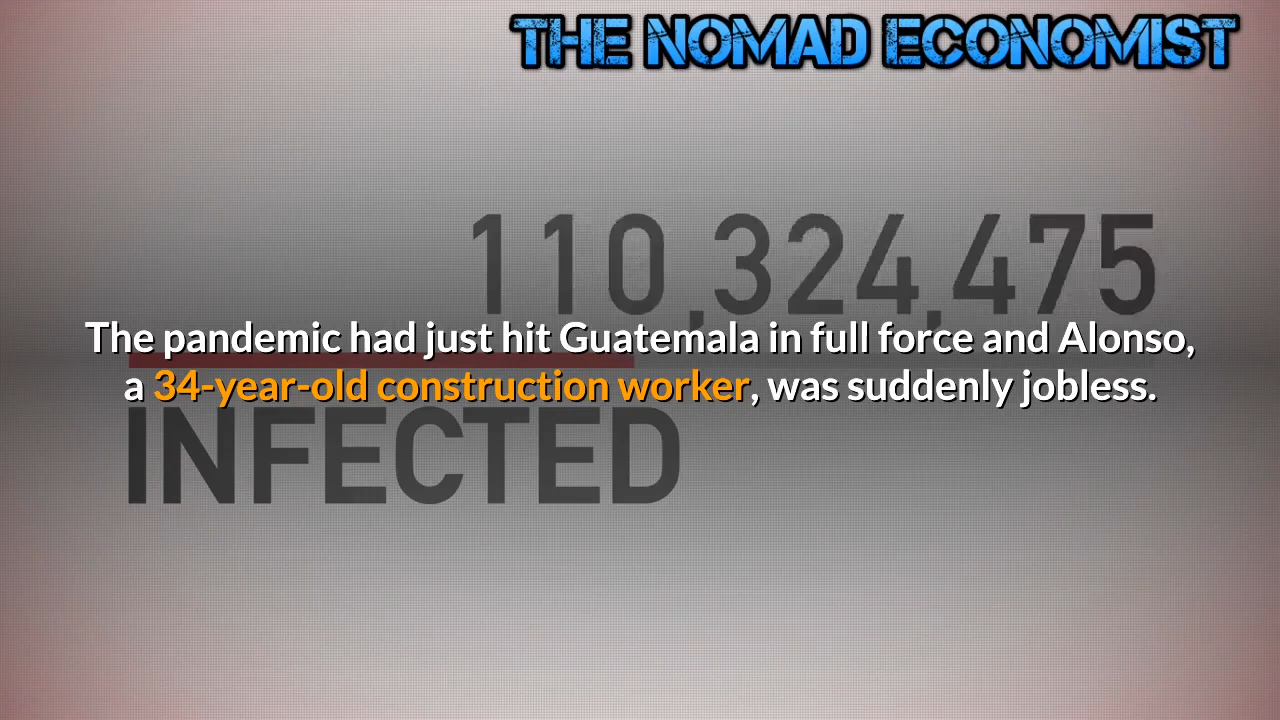 THE NOMAD ECONOMIST
110,324,475
The pandemic had just hit Guatemala in full force and Alonso,
a 34-year-old construction worker, was suddenly jobless.
INFECTED